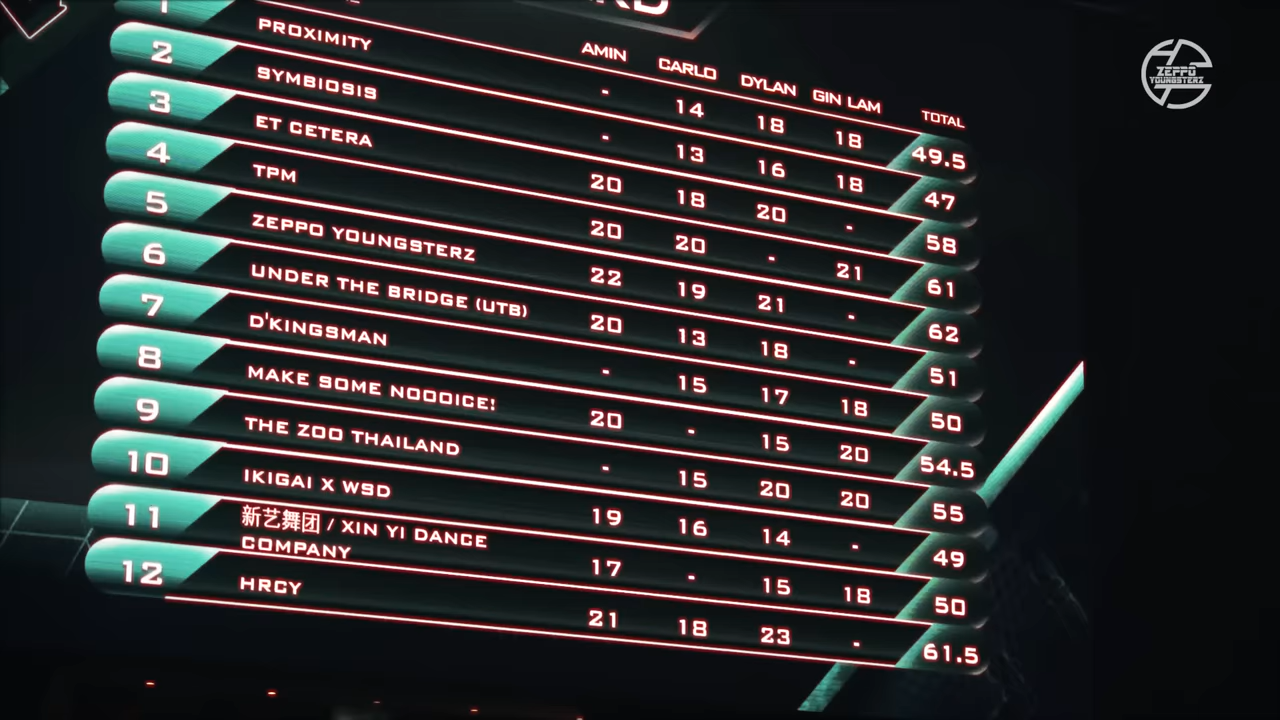 AMIN CARLO DYLAN GIN LAM TOTAL
1 PROXIMITY - 14 18 18 49.5
2 SYMBIOSIS - 13 16 18 47
3 ET CETERA 20 18 20 - 58
4 TPM 20 20 - 21 61
5 ZEPPO YOUNGSTERZ 22 19 21 - 62
6 UNDER THE BRIDGE (UTB) 20 13 18 - 51
7 D'KINGSMAN - 15 17 18 50
8 MAKE SOME NOOOICE! 20 - 15 20 54.5
9 THE ZOO THAILAND - 15 20 20 55
10 IKIGAI X WSD 19 16 14 - 49
11 新艺舞团 / XIN YI DANCE
COMPANY 17 - 15 18 50
12 HRCY 21 18 23 - 61.5
ZEPPO
YOUNGSTERZ